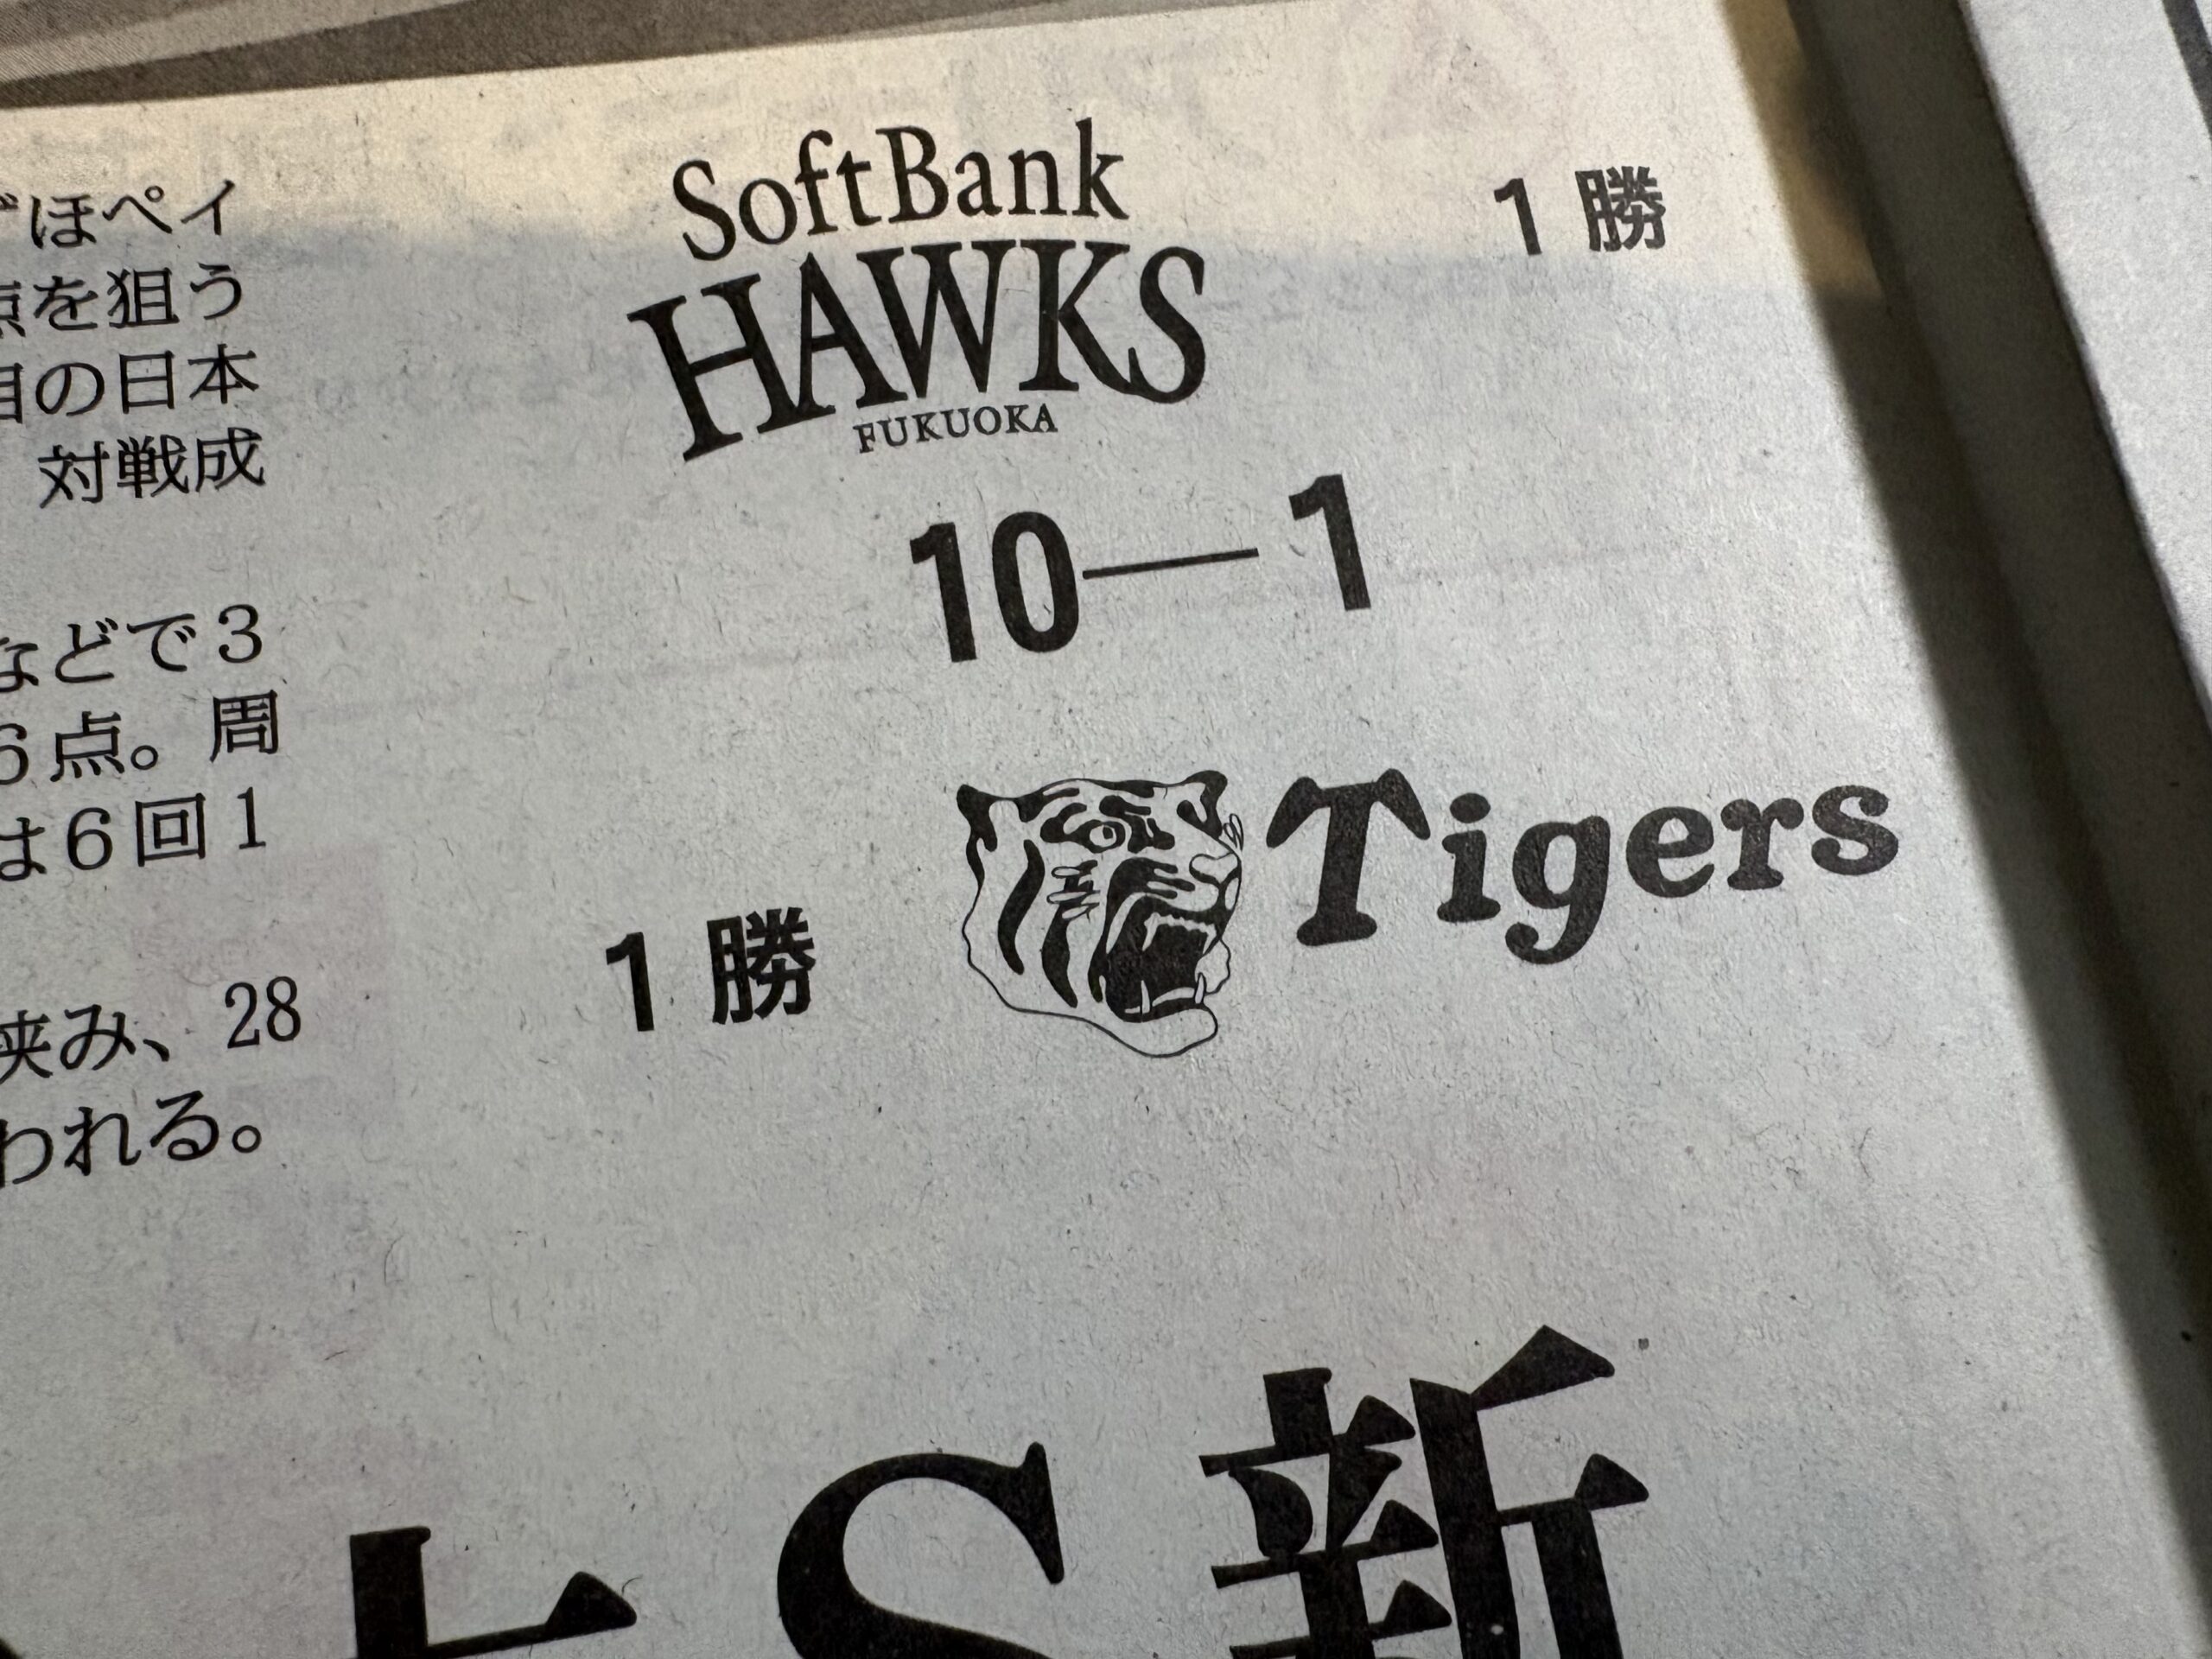 SoftBank
HAWKS
FUKUOKA
1勝
10—1
1勝
Tigers
ほペイ
を狙う
目の日本
対戦成
などで3
6点。周
は6回1
挟み、28
われる。
S新